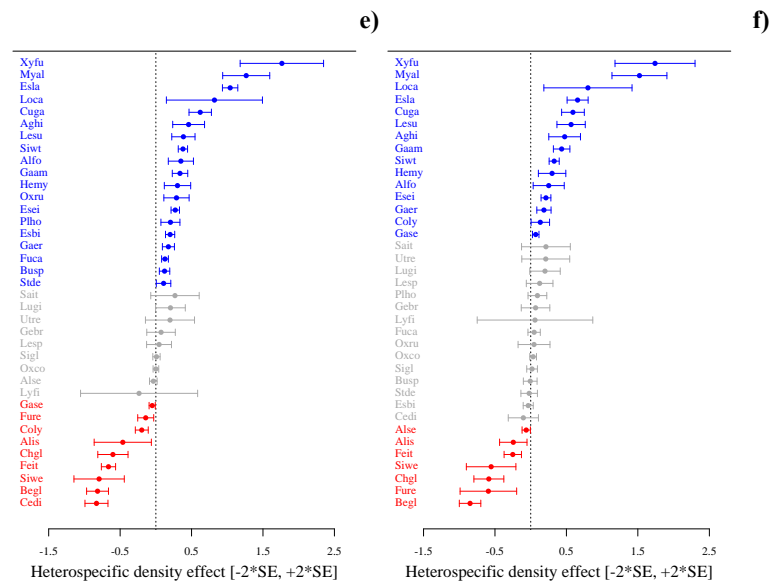 e)
Xyfu
Myal
Esla
Loca
Cuga
Aghi
Lesu
Siwt
Alfo
Gaam
Hemy
Oxru
Esei
Plho
Esbi
Gaer
Fuca
Busp
Stde
Sait
Lugi
Utre
Gebr
Lesp
Sigl
Oxco
Alse
Lyfi
Gase
Fure
Coly
Alis
Chgl
Feit
Siwe
Begl
Cedi
-1.5 -0.5 0.5 1.5 2.5
Heterospecific density effect [-2*SE, +2*SE]
f)
Xyfu
Myal
Loca
Esla
Cuga
Lesu
Aghi
Gaam
Siwt
Hemy
Alfo
Esei
Gaer
Coly
Gase
Sait
Utre
Lugi
Lesp
Plho
Gebr
Lyfi
Fuca
Oxru
Oxco
Sigl
Busp
Stde
Esbi
Cedi
Alse
Alis
Feit
Siwe
Chgl
Fure
Begl
-1.5 -0.5 0.5 1.5 2.5
Heterospecific density effect [-2*SE, +2*SE]